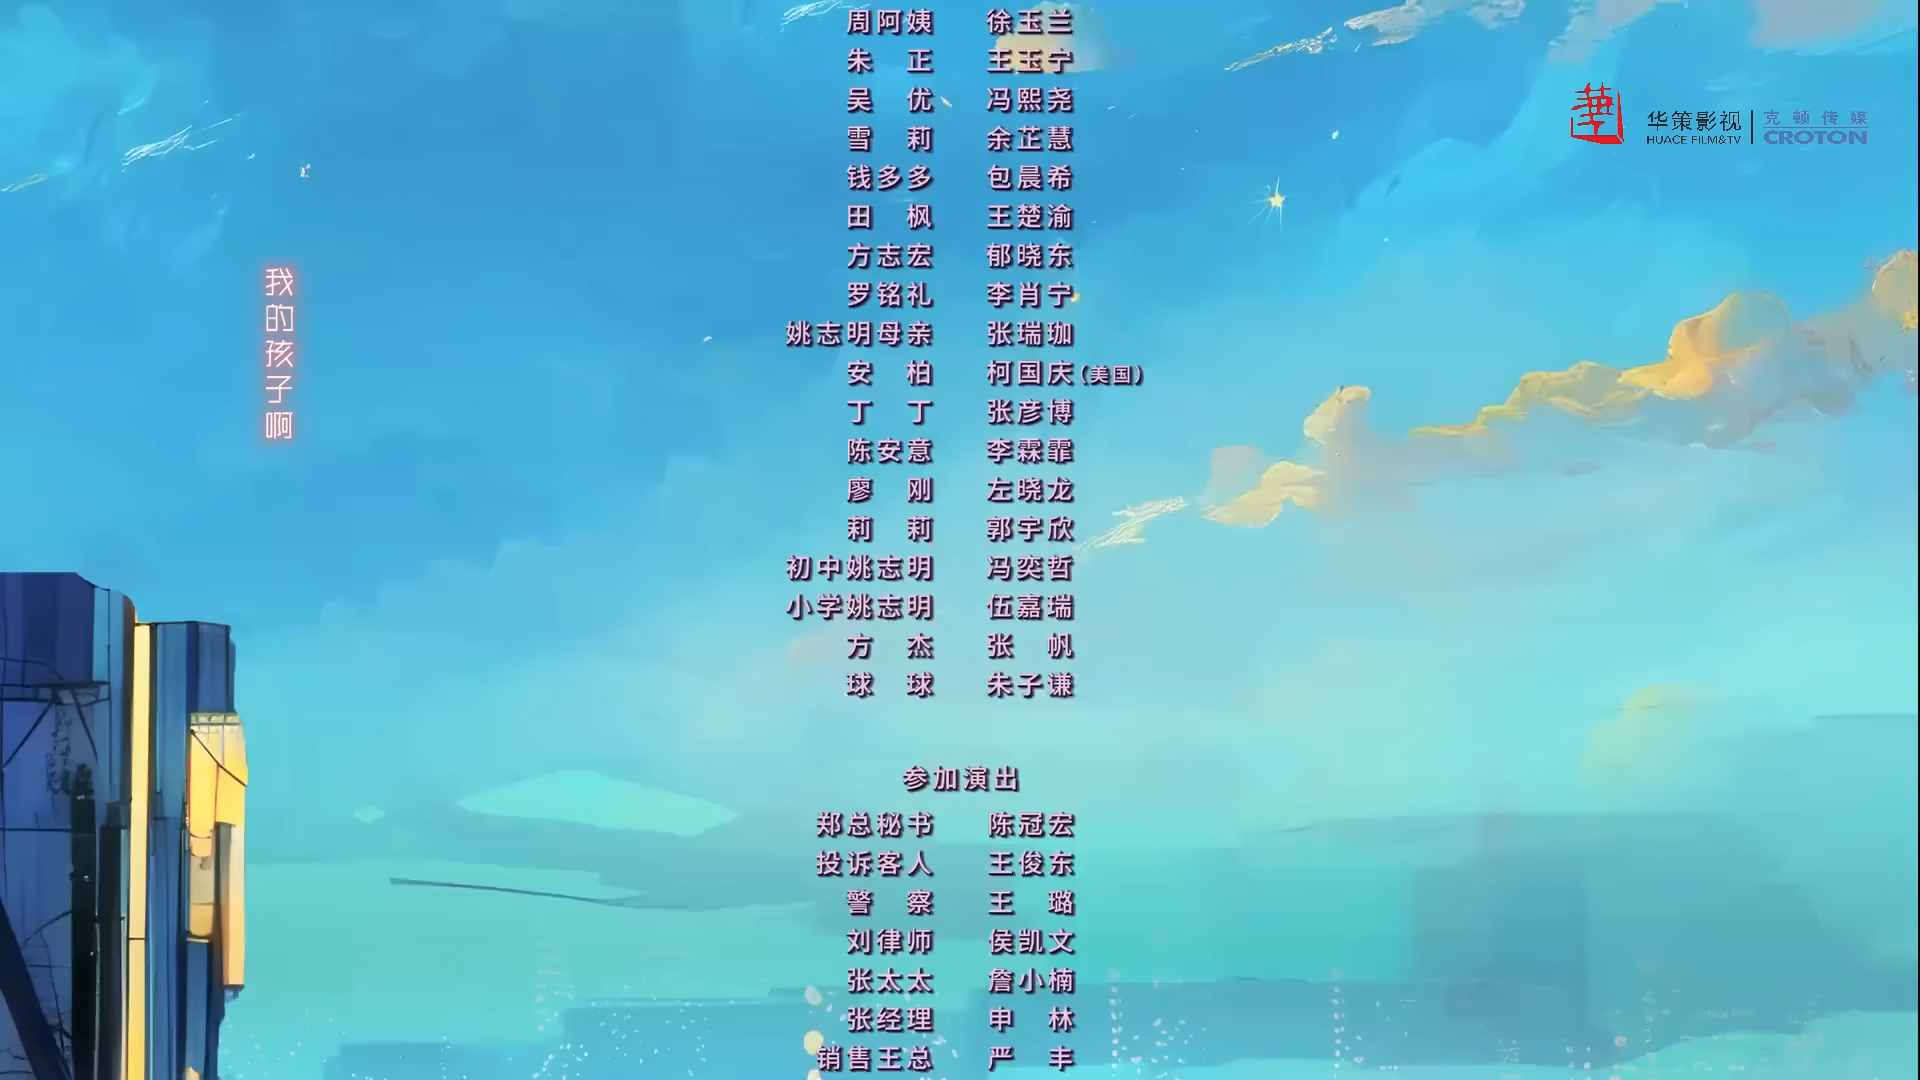 周阿姨 徐玉兰
朱正 王玉宁
吴优 冯熙尧
雪莉 余芷慧
钱多多 包晨希
田枫 王楚渝
方志宏 郁晓东
罗铭礼 李肖宁
姚志明母亲 张瑞珈
安柏 柯国庆(美国)
丁丁 张彦博
陈安意 李霖霏
廖刚 左晓龙
莉莉 郭宇欣
初中姚志明 冯奕哲
小学姚志明 伍嘉瑞
方杰 张帆
球球 朱子谦
参加演出
郑总秘书 陈冠宏
投诉客人 王俊东
警察 王璐
刘律师 侯凯文
张太太 詹小楠
张经理 申林
销售王总 严丰
我的孩子啊
華
华策影视 克顿传媒
HUACE FILM&TV CROTON